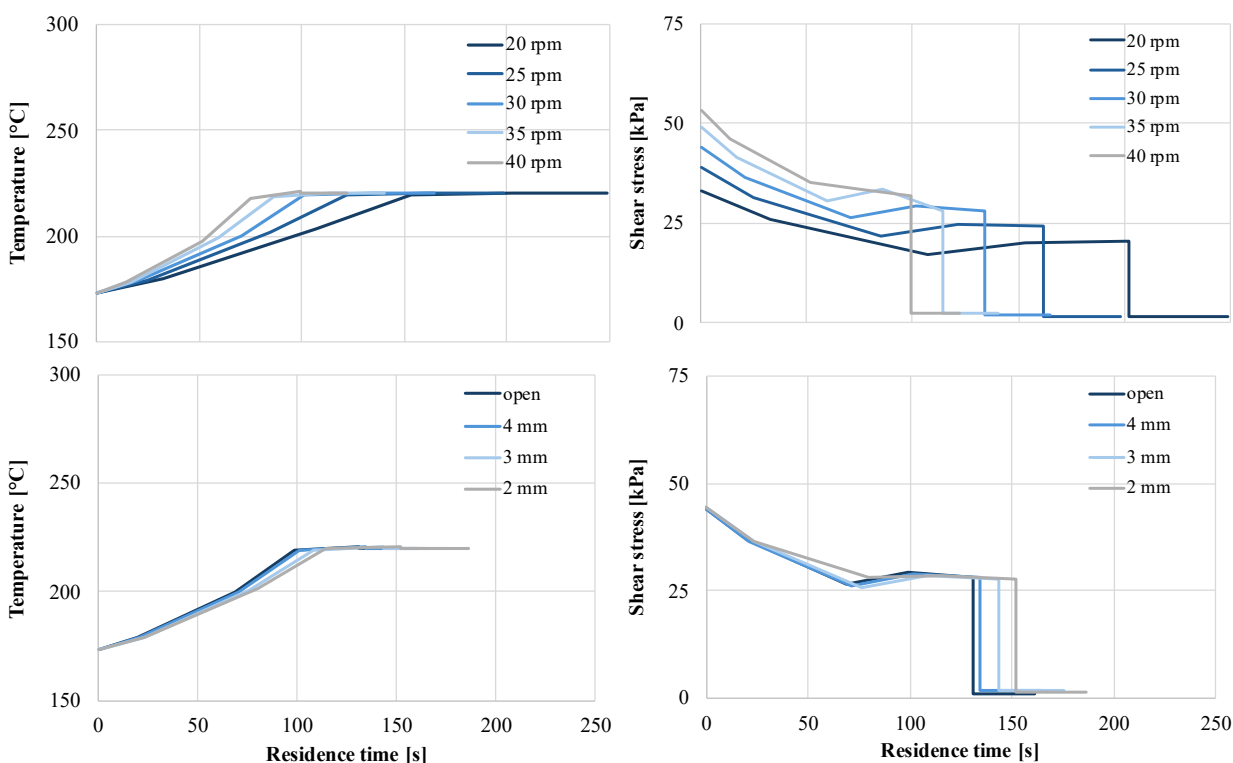 300
250
200
150
Temperature [°C]
20 rpm
25 rpm
30 rpm
35 rpm
40 rpm
75
50
25
0
Shear stress [kPa]
20 rpm
25 rpm
30 rpm
35 rpm
40 rpm
300
250
200
150
Temperature [°C]
open
4 mm
3 mm
2 mm
0 50 100 150 200 250
Residence time [s]
75
50
25
0
Shear stress [kPa]
open
4 mm
3 mm
2 mm
0 50 100 150 200 250
Residence time [s]